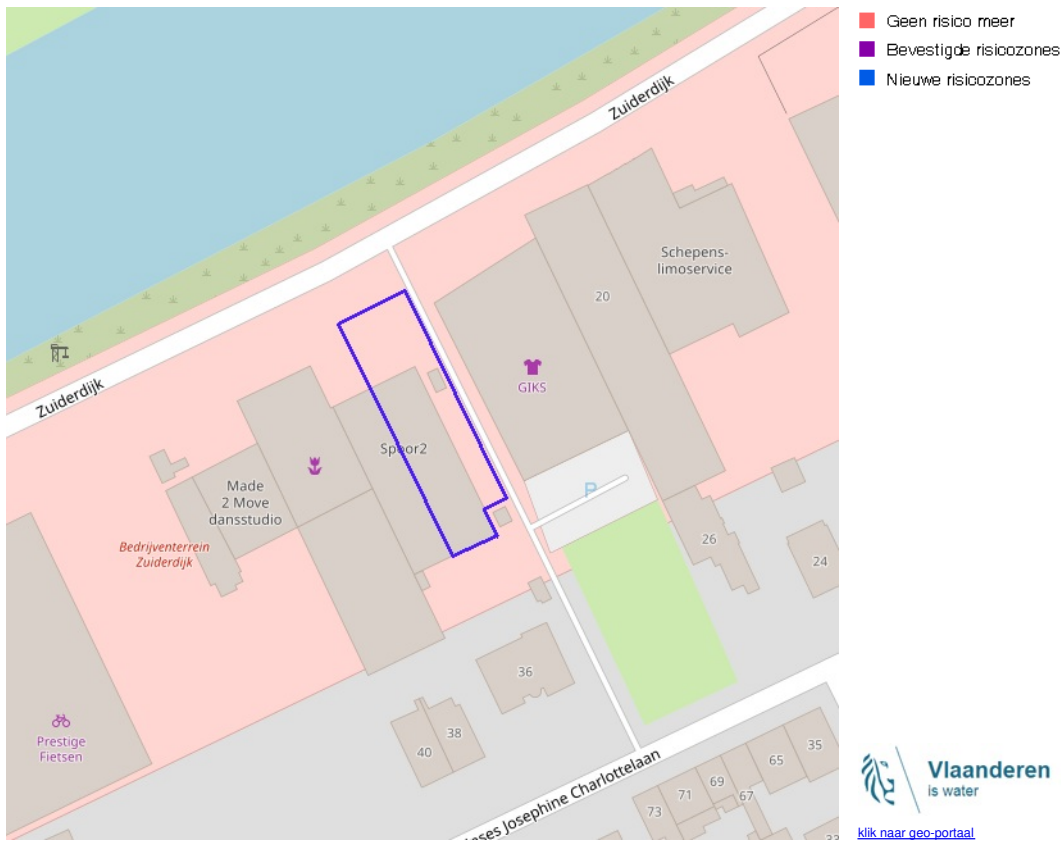 Geen risico meer
Bevestigde risicozones
Nieuwe risicozones
Zuiderdijk
Schepens-
limoservice
20
GIKS
Zuiderdijk
Spoor2
Made
2 Move
dansstudio
P
Bedrijventerrein
Zuiderdijk
26
24
36
Prestige
Fietsen
38
40
35
65
69
67
71
73
33
ses Josephine Charlottelaan
Vlaanderen
is water
klik naar geo-portaal